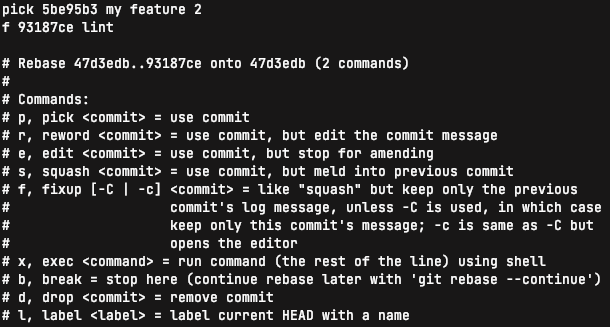 pick 5be95b3 my feature 2
f 93187ce lint

# Rebase 47d3edb..93187ce onto 47d3edb (2 commands)
#
# Commands:
# p, pick <commit> = use commit
# r, reword <commit> = use commit, but edit the commit message
# e, edit <commit> = use commit, but stop for amending
# s, squash <commit> = use commit, but meld into previous commit
# f, fixup [-C | -c] <commit> = like "squash" but keep only the previous
#                    commit's log message, unless -C is used, in which case
#                    keep only this commit's message; -c is same as -C but
#                    opens the editor
# x, exec <command> = run command (the rest of the line) using shell
# b, break = stop here (continue rebase later with 'git rebase --continue')
# d, drop <commit> = remove commit
# l, label <label> = label current HEAD with a name